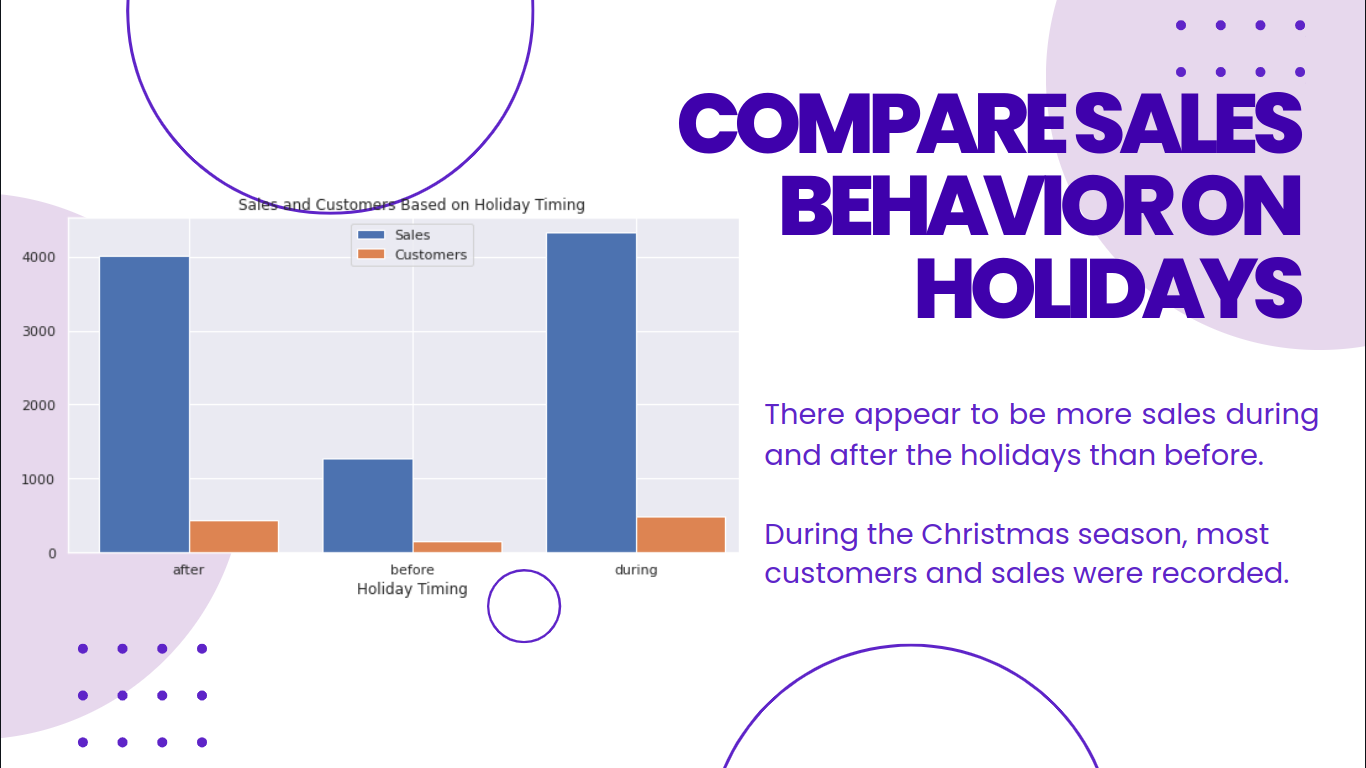 COMPARE SALES
BEHAVIOR ON
HOLIDAYS
Sales and Customers Based on Holiday Timing
Sales
Customers
4000
3000
2000
1000
0
after before during
Holiday Timing
There appear to be more sales during
and after the holidays than before.
During the Christmas season, most
customers and sales were recorded.